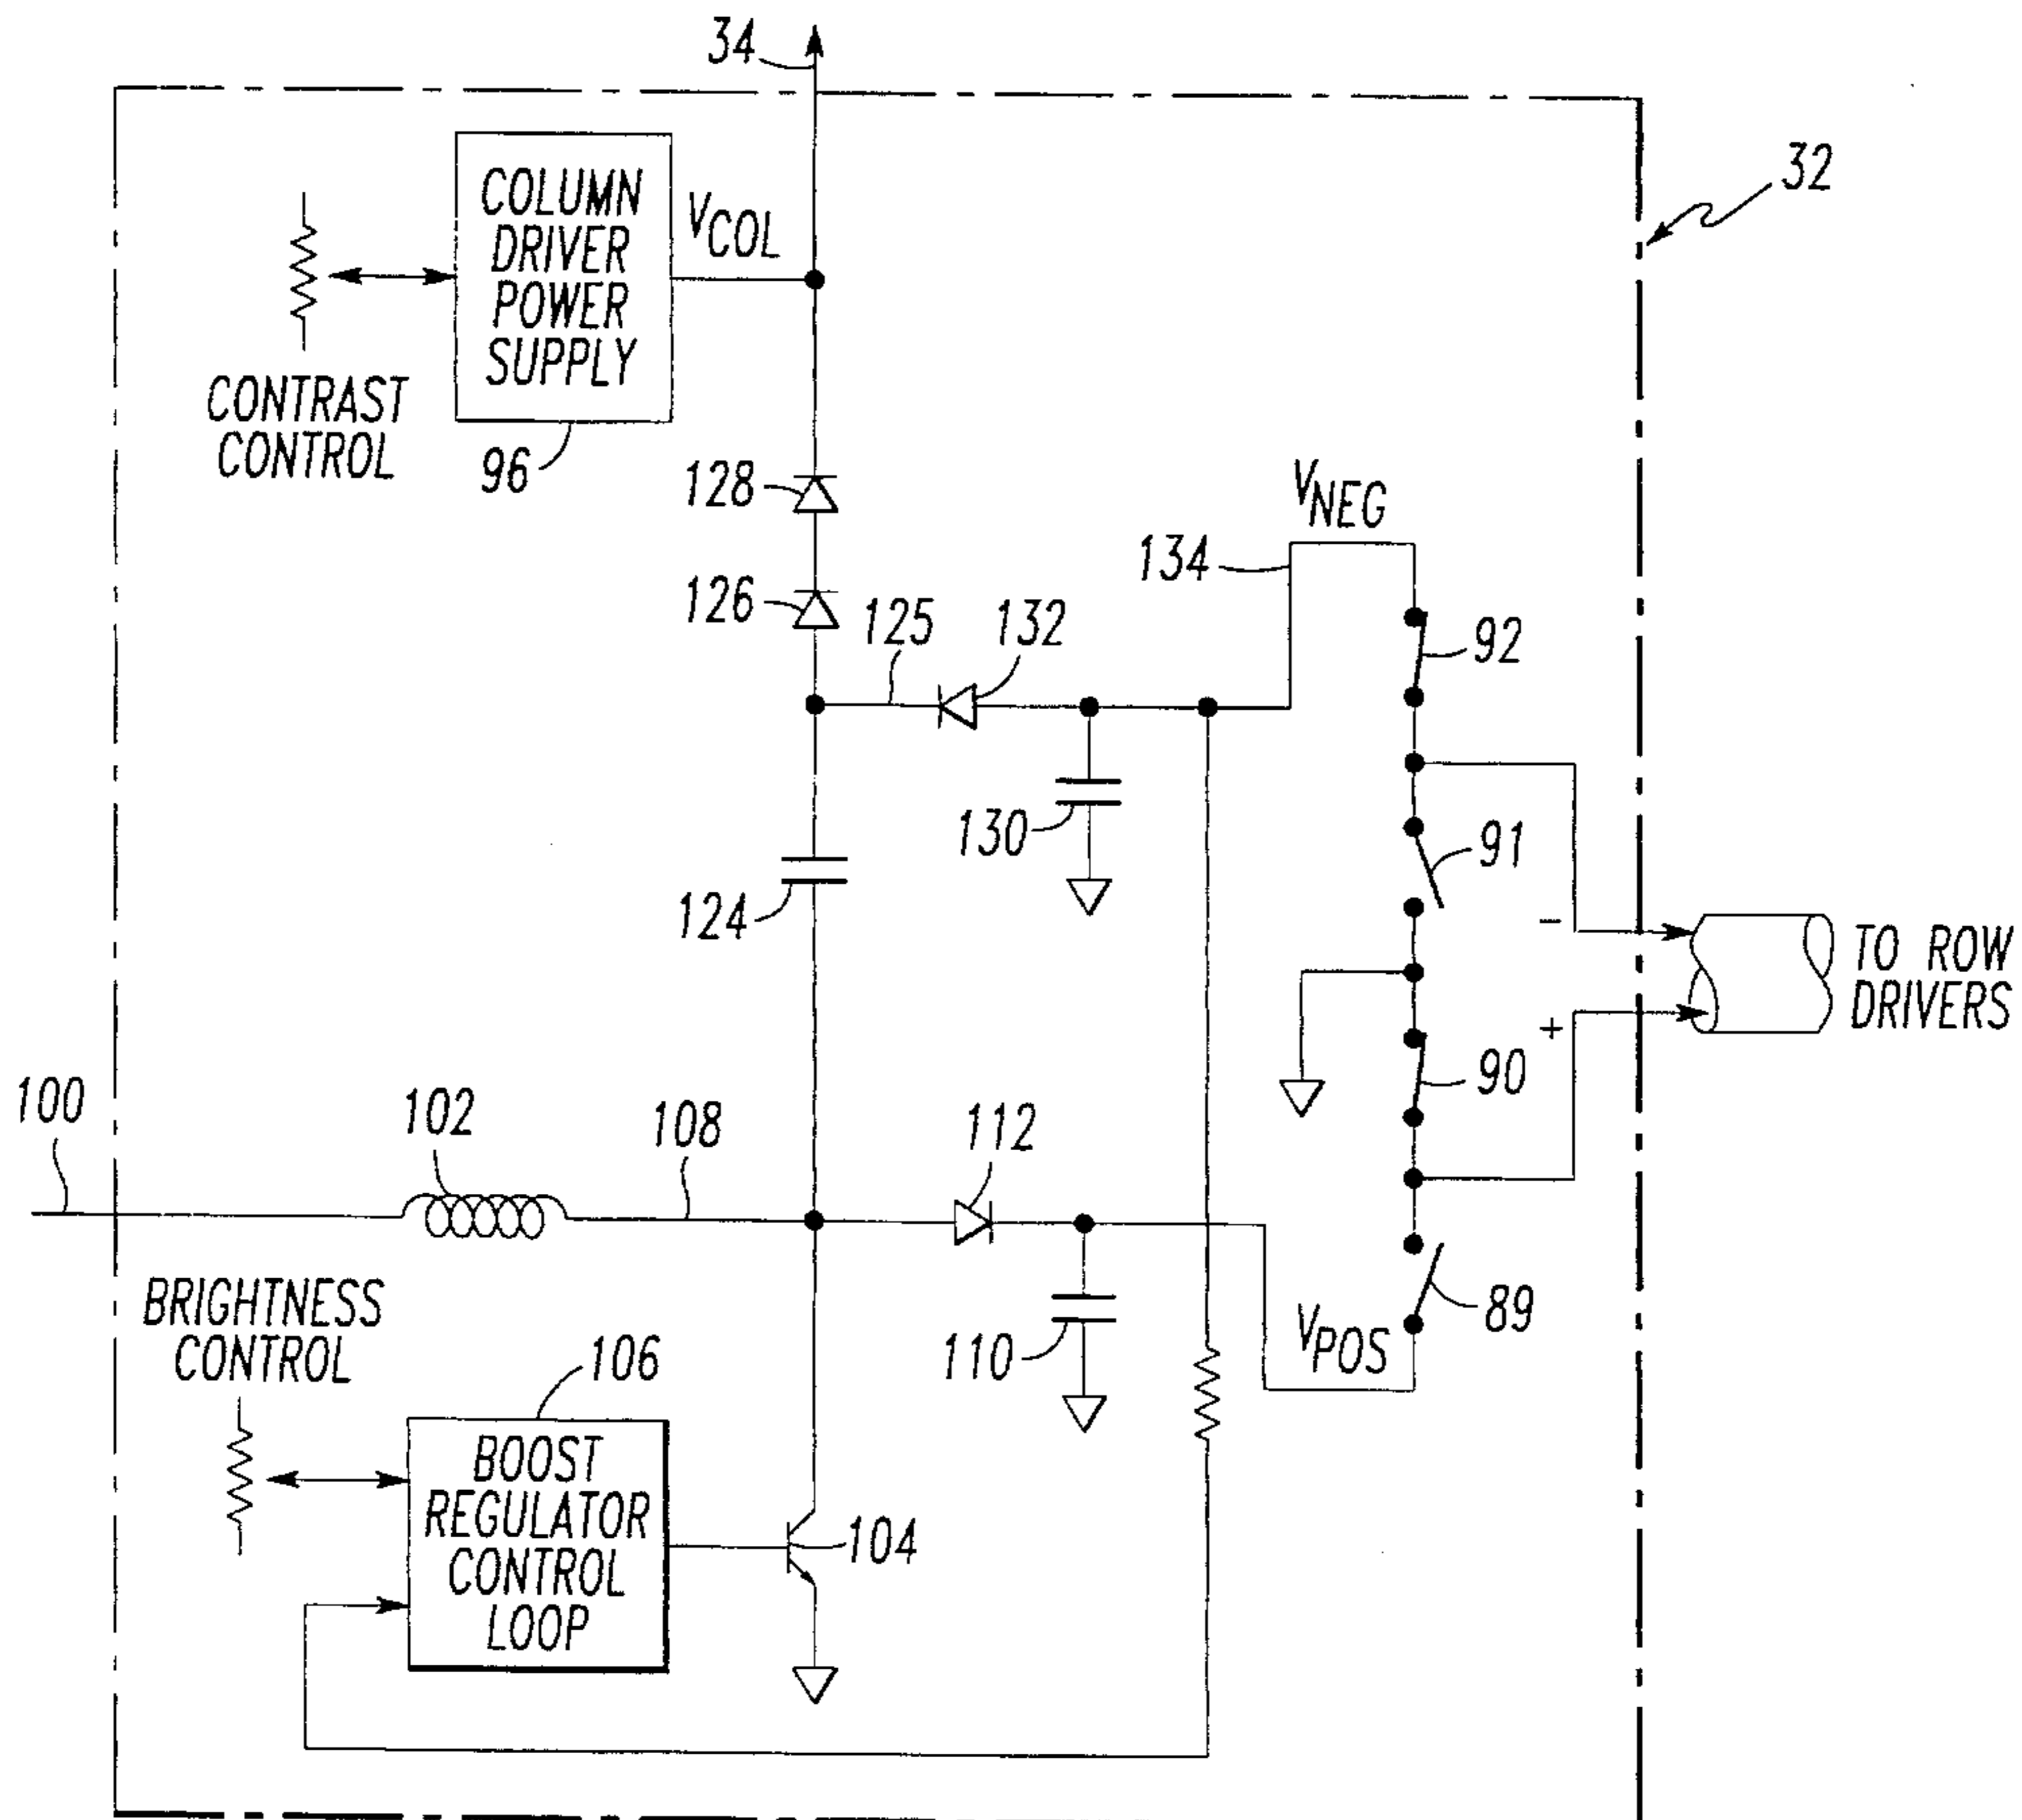 34
32
COLUMN
DRIVER
POWER
SUPPLY
VCOL
CONTRAST
CONTROL
96
128
126
125
132
134
VNEG
92
91
130
124
TO ROW
DRIVERS
−
+
90
100
102
108
112
89
VPOS
110
BRIGHTNESS
CONTROL
106
BOOST
REGULATOR
CONTROL
LOOP
104